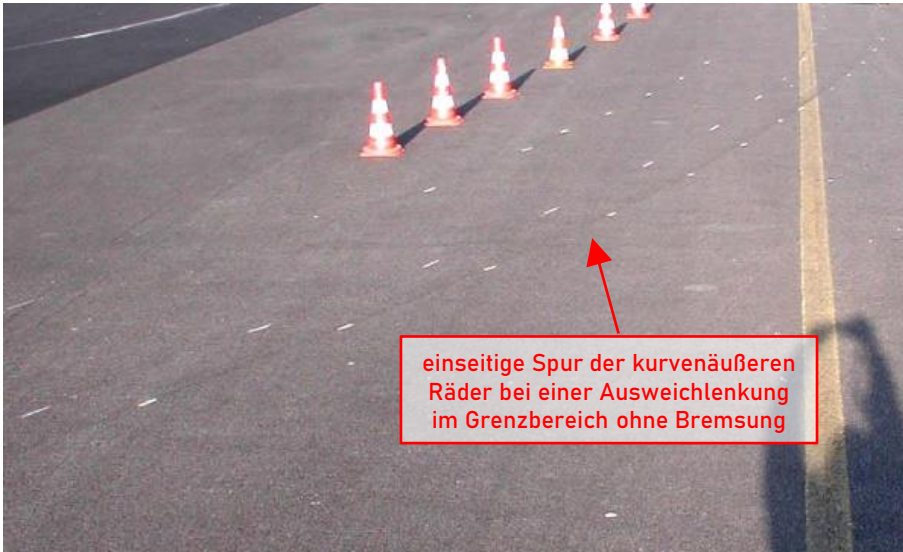 einseitige Spur der kurvenäußeren
Räder bei einer Ausweichlenkung
im Grenzbereich ohne Bremsung